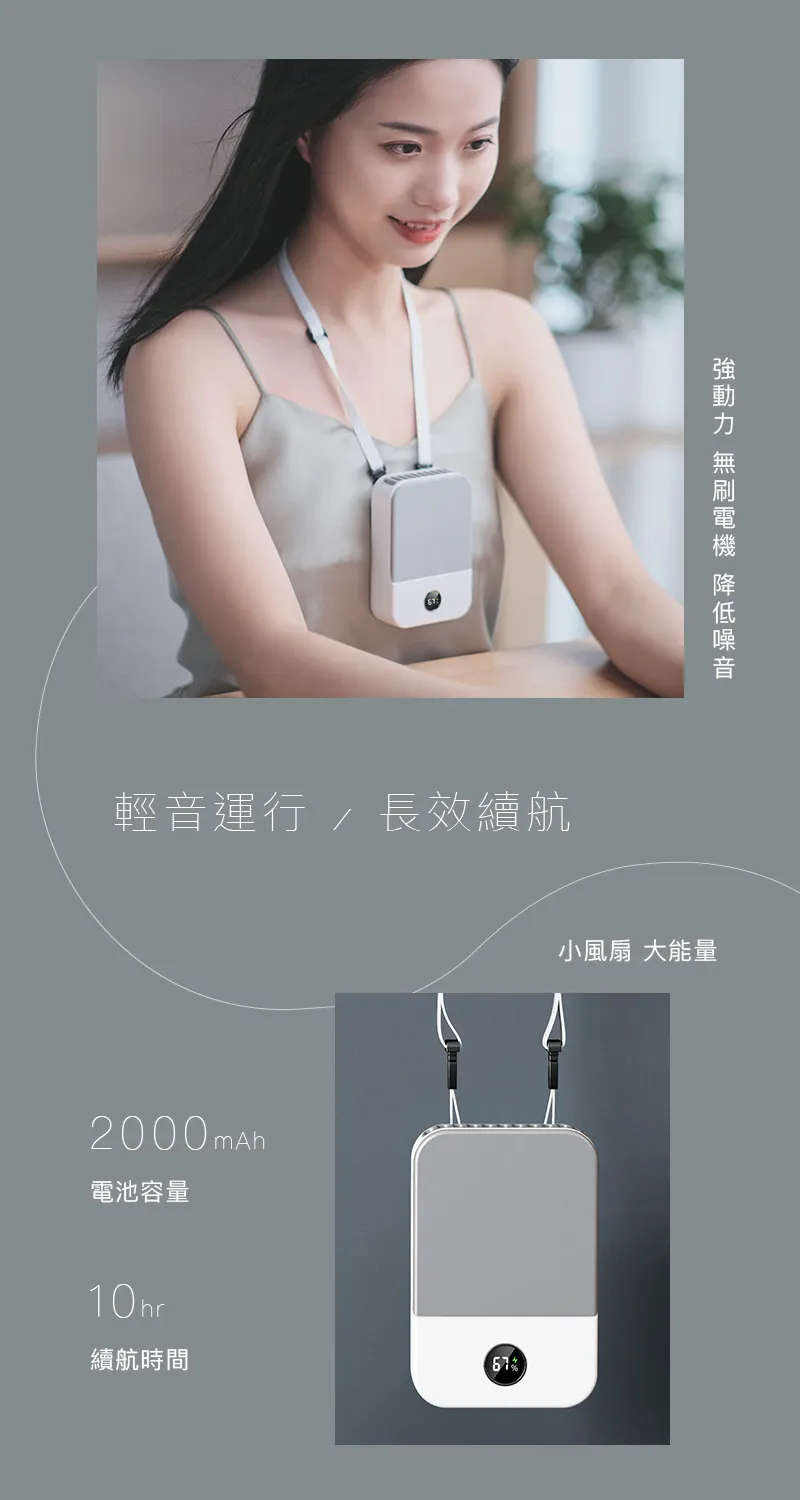 強動力 無刷電機 降低噪音
輕音運行 / 長效續航
小風扇 大能量
2000mAh
電池容量
10hr
續航時間
67%